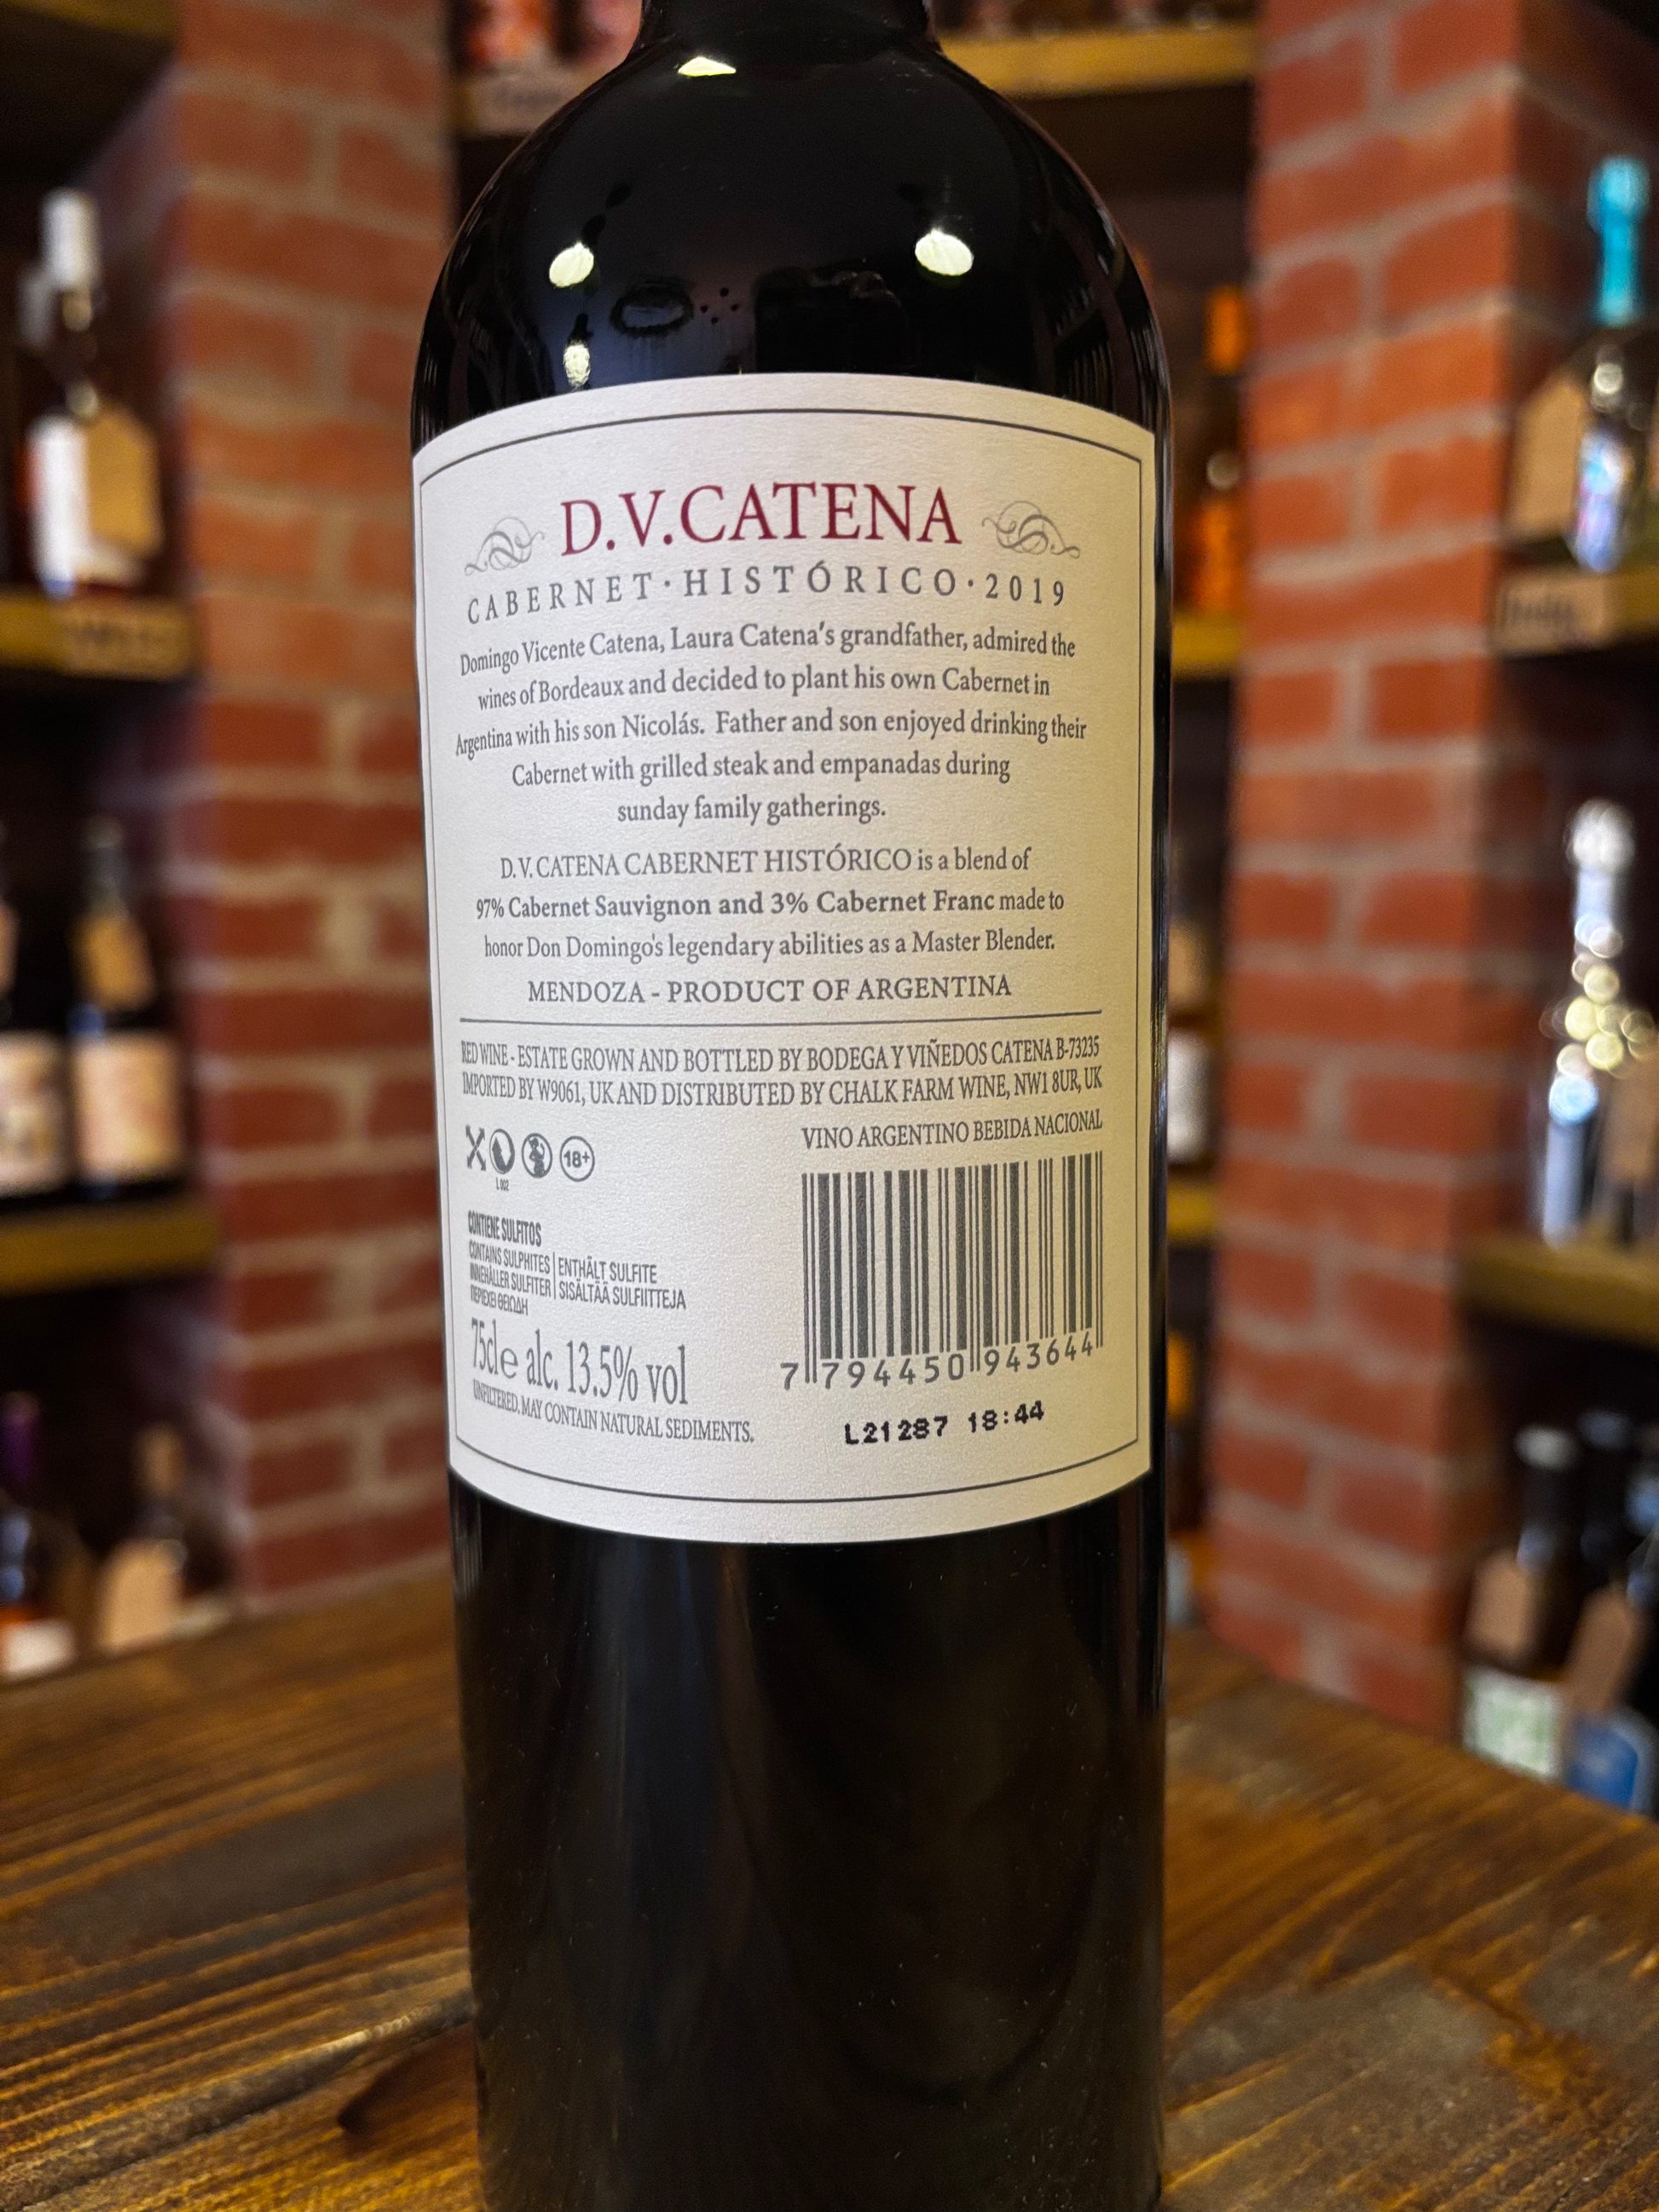 D.V.CATENA
CABERNET·HISTÓRICO·2019
Domingo Vicente Catena, Laura Catena's grandfather, admired the
wines of Bordeaux and decided to plant his own Cabernet in
Argentina with his son Nicolás. Father and son enjoyed drinking their
Cabernet with grilled steak and empanadas during
sunday family gatherings.
D.V. CATENA CABERNET HISTÓRICO is a blend of
97% Cabernet Sauvignon and 3% Cabernet Franc made to
honor Don Domingo's legendary abilities as a Master Blender.
MENDOZA - PRODUCT OF ARGENTINA
RED WINE - ESTATE GROWN AND BOTTLED BY BODEGA Y VIÑEDOS CATENA B-73235
IMPORTED BY W9061, UK AND DISTRIBUTED BY CHALK FARM WINE, NW1 8UR, UK
VINO ARGENTINO BEBIDA NACIONAL
18+
L 002
CONTIENE SULFITOS
CONTAINS SULPHITES | ENTHÄLT SULFITE
INNEHÅLLER SULFITER | SISÄLTÄÄ SULFIITTEJA
ΠΕΡΙΕΧΕΙ ΘΕΙΩΔΗ
75cl e alc. 13.5% vol
UNFILTERED. MAY CONTAIN NATURAL SEDIMENTS.
7 794450 943644
L21287 18:44